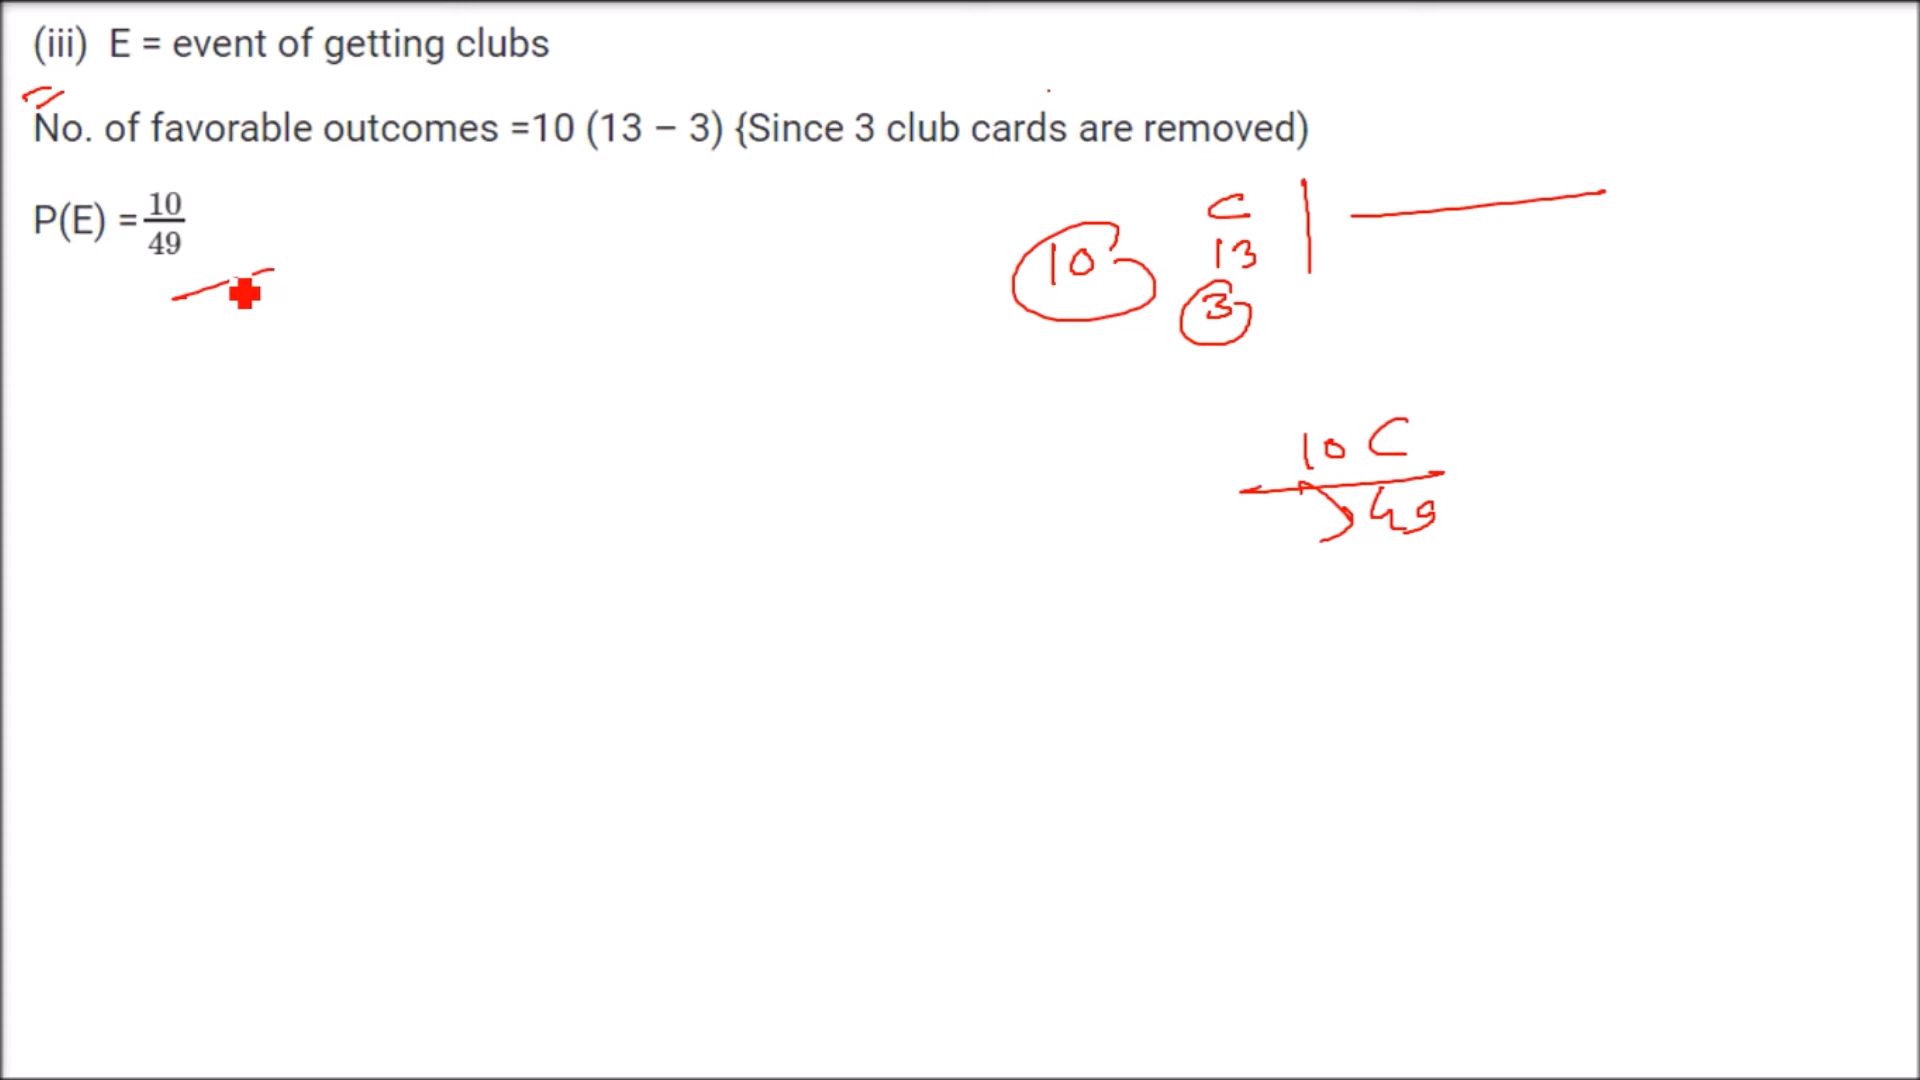 (iii) E = event of getting clubs
No. of favorable outcomes =10 (13 – 3) {Since 3 club cards are removed)
P(E) = 10/49
C
10 13
3
10 C
49